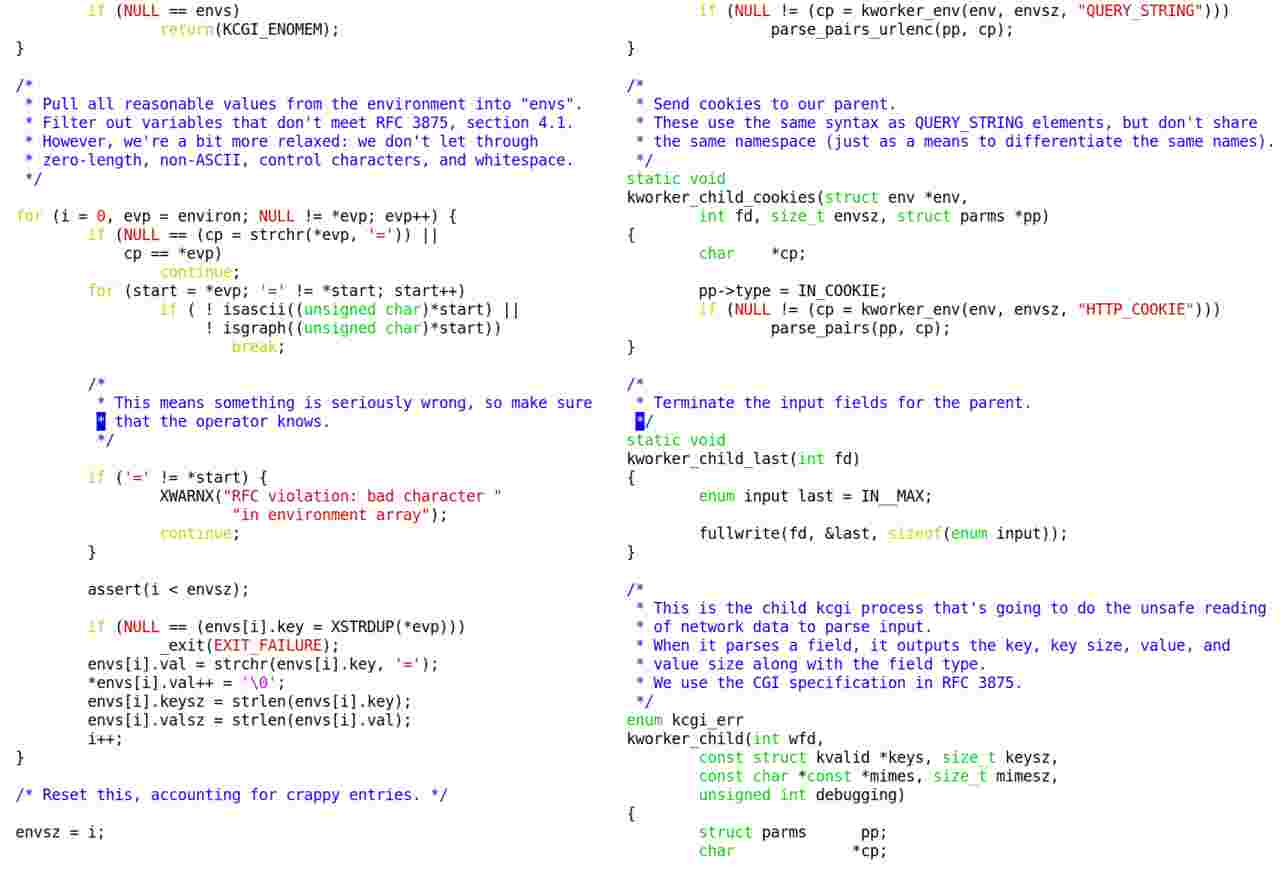 if (NULL == envs)
return(KCGI_ENOMEM);
}
/*
* Pull all reasonable values from the environment into "envs".
* Filter out variables that don't meet RFC 3875, section 4.1.
* However, we're a bit more relaxed: we don't let through
* zero-length, non-ASCII, control characters, and whitespace.
*/
for (i = 0, evp = environ; NULL != *evp; evp++) {
if (NULL == (cp = strchr(*evp, '=')) ||
cp == *evp)
continue;
for (start = *evp; '=' != *start; start++)
if ( ! isascii((unsigned char)*start) ||
! isgraph((unsigned char)*start))
break;
/*
* This means something is seriously wrong, so make sure
* that the operator knows.
*/
if ('=' != *start) {
XWARNX("RFC violation: bad character "
"in environment array");
continue;
}
assert(i < envsz);
if (NULL == (envs[i].key = XSTRDUP(*evp)))
_exit(EXIT_FAILURE);
envs[i].val = strchr(envs[i].key, '=');
*envs[i].val++ = '\0';
envs[i].keysz = strlen(envs[i].key);
envs[i].valsz = strlen(envs[i].val);
i++;
}
/* Reset this, accounting for crappy entries. */
envsz = i;
if (NULL != (cp = kworker_env(env, envsz, "QUERY_STRING")))
parse_pairs_urlenc(pp, cp);
}
/*
* Send cookies to our parent.
* These use the same syntax as QUERY_STRING elements, but don't share
* the same namespace (just as a means to differentiate the same names).
*/
static void
kworker_child_cookies(struct env *env,
int fd, size_t envsz, struct parms *pp)
{
char *cp;
pp->type = IN_COOKIE;
if (NULL != (cp = kworker_env(env, envsz, "HTTP_COOKIE")))
parse_pairs(pp, cp);
}
/*
* Terminate the input fields for the parent.
*/
static void
kworker_child_last(int fd)
{
enum input last = IN__MAX;
fullwrite(fd, &last, sizeof(enum input));
}
/*
* This is the child kcgi process that's going to do the unsafe reading
* of network data to parse input.
* When it parses a field, it outputs the key, key size, value, and
* value size along with the field type.
* We use the CGI specification in RFC 3875.
*/
enum kcgi_err
kworker_child(int wfd,
const struct kvalid *keys, size_t keysz,
const char *const *mimes, size_t mimesz,
unsigned int debugging)
{
struct parms pp;
char *cp;